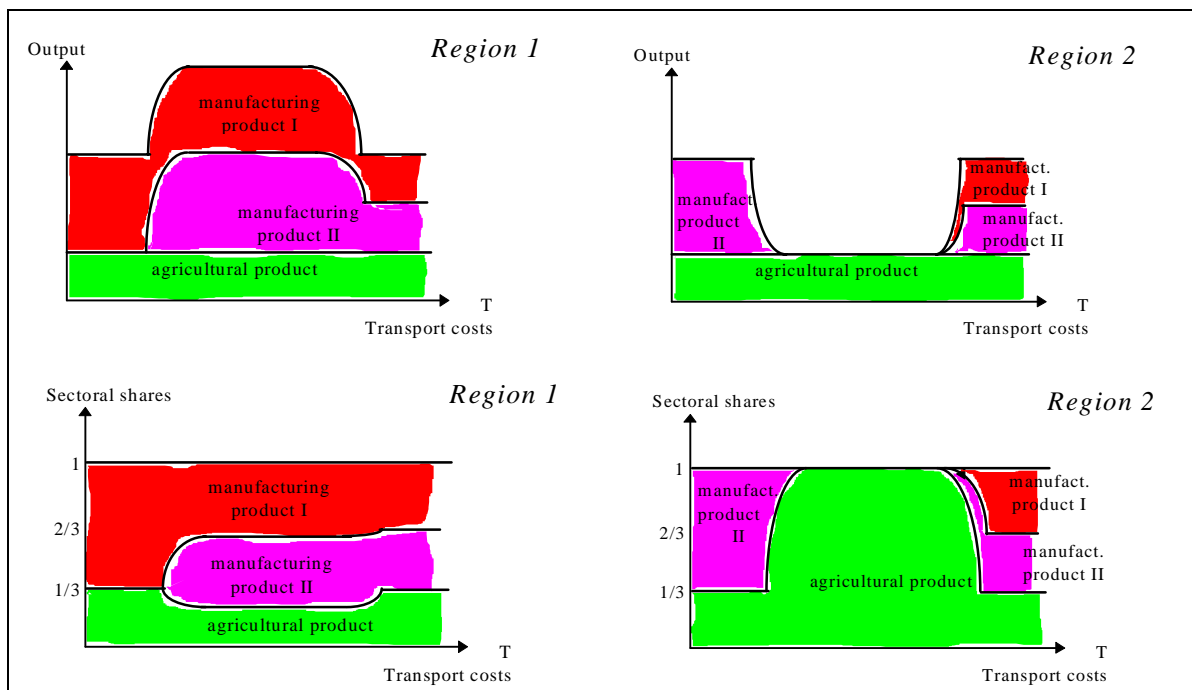 Output
Region 1
manufacturing
product I
manufacturing
product II
agricultural product
T
Transport costs
Region 2
manufact.
product I
manufact.
product
II
manufact.
product II
agricultural product
T
Transport costs
Sectoral shares
Region 1
1
manufacturing
product I
2/3
manufacturing
product II
1/3
agricultural product
T
Transport costs
Sectoral shares
Region 2
1
manufact.
product
II
manufact.
product I
2/3
manufact.
product II
1/3
agricultural product
T
Transport costs